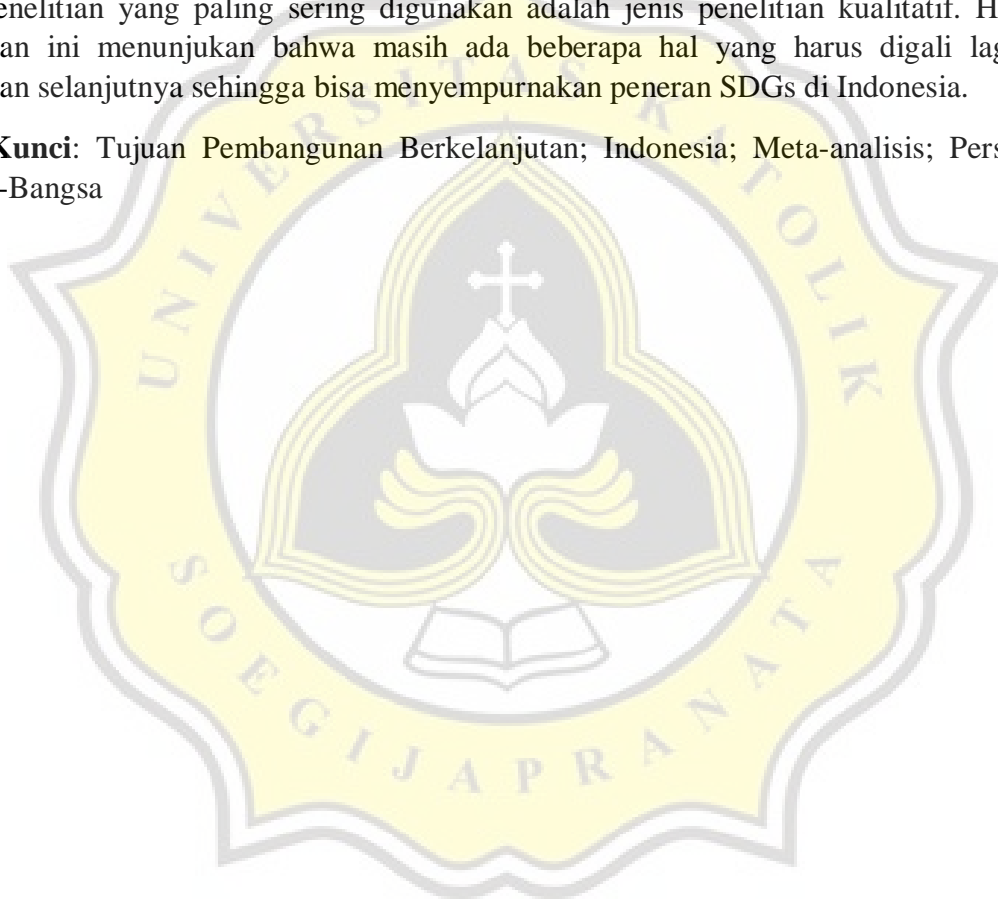 enelitian yang paling sering digunakan adalah jenis penelitian kualitatif. H
an ini menunjukan bahwa masih ada beberapa hal yang harus digali lag
an selanjutnya sehingga bisa menyempurnakan peneran SDGs di Indonesia.
Kunci: Tujuan Pembangunan Berkelanjutan; Indonesia; Meta-analisis; Pers
-Bangsa
UNIVERSITAS KATOLIK
SOEGIJAPRANATA